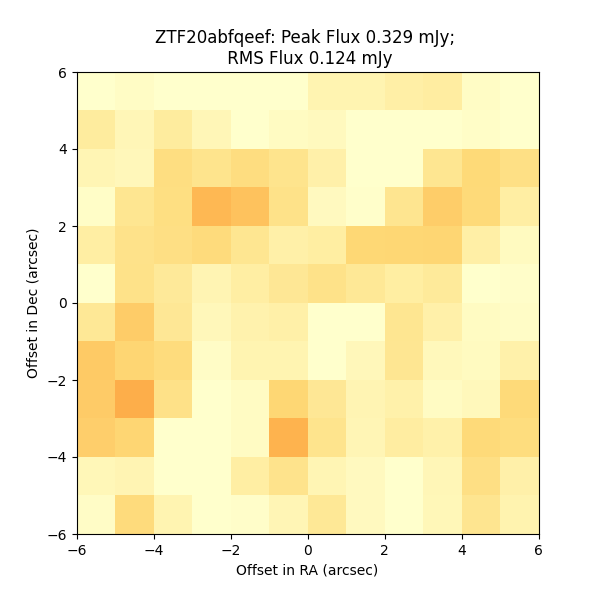 ZTF20abfqeef: Peak Flux 0.329 mJy;
RMS Flux 0.124 mJy
6
4
2
0
−2
−4
−6
Offset in Dec (arcsec)
−6 −4 −2 0 2 4 6
Offset in RA (arcsec)